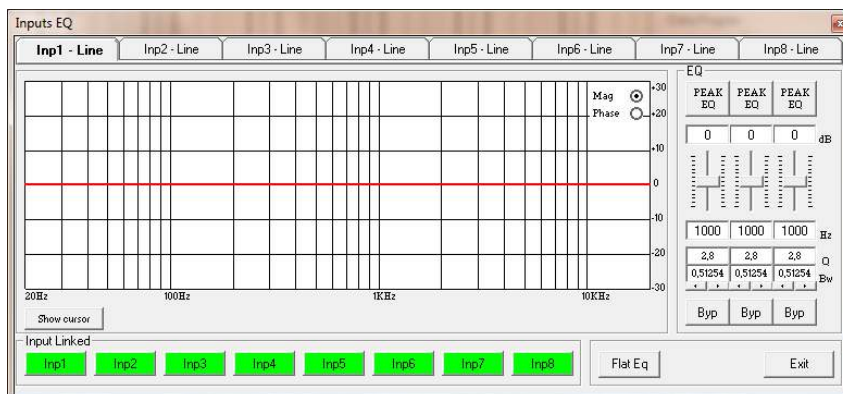 Inputs EQ
Inp1 - Line Inp2 - Line Inp3 - Line Inp4 - Line Inp5 - Line Inp6 - Line Inp7 - Line Inp8 - Line
Mag
Phase
+30
+20
+10
0
-10
-20
-30
20Hz 100Hz 1KHz 10KHz
Show cursor
EQ
PEAK EQ PEAK EQ PEAK EQ
0 0 0 dB
1000 1000 1000 Hz
2,8 2,8 2,8 Q
0,51254 0,51254 0,51254 Bw
Byp Byp Byp
Input Linked
Inp1 Inp2 Inp3 Inp4 Inp5 Inp6 Inp7 Inp8
Flat Eq Exit